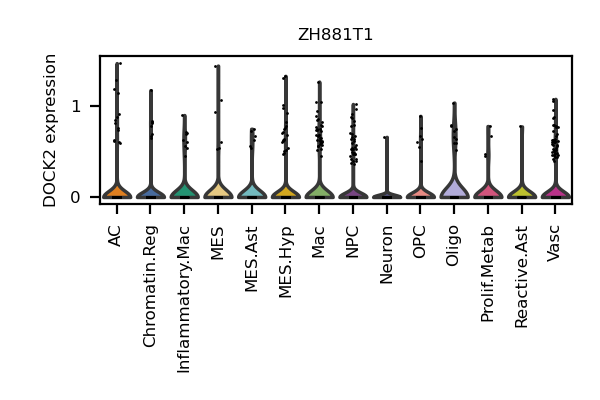 ZH881T1
DOCK2 expression
1
0
AC
Chromatin.Reg
Inflammatory.Mac
MES
MES.Ast
MES.Hyp
Mac
NPC
Neuron
OPC
Oligo
Prolif.Metab
Reactive.Ast
Vasc